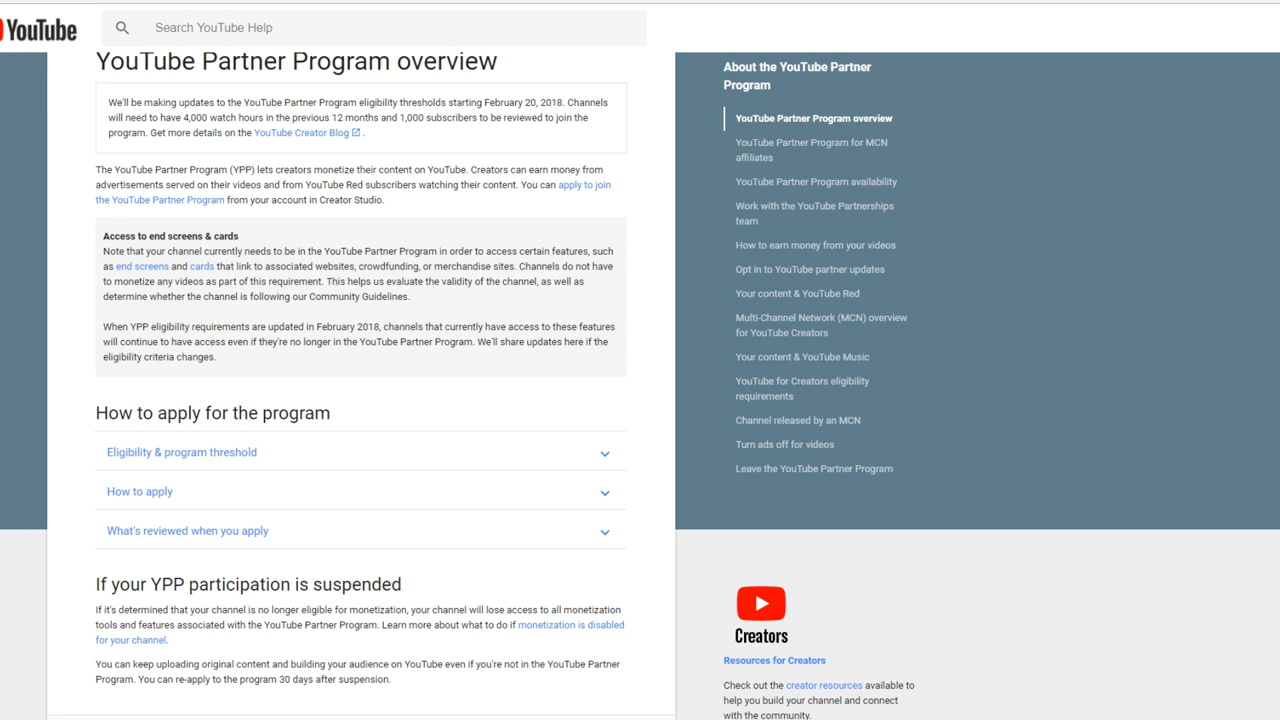 YouTube
Search YouTube Help
YouTube Partner Program overview
We'll be making updates to the YouTube Partner Program eligibility thresholds starting February 20, 2018. Channels
will need to have 4,000 watch hours in the previous 12 months and 1,000 subscribers to be reviewed to join the
program. Get more details on the YouTube Creator Blog .
The YouTube Partner Program (YPP) lets creators monetize their content on YouTube. Creators can earn money from
advertisements served on their videos and from YouTube Red subscribers watching their content. You can apply to join
the YouTube Partner Program from your account in Creator Studio.
Access to end screens & cards
Note that your channel currently needs to be in the YouTube Partner Program in order to access certain features, such
as end screens and cards that link to associated websites, crowdfunding, or merchandise sites. Channels do not have
to monetize any videos as part of this requirement. This helps us evaluate the validity of the channel, as well as
determine whether the channel is following our Community Guidelines.
When YPP eligibility requirements are updated in February 2018, channels that currently have access to these features
will continue to have access even if they're no longer in the YouTube Partner Program. We'll share updates here if the
eligibility criteria changes.
How to apply for the program
Eligibility & program threshold
How to apply
What's reviewed when you apply
If your YPP participation is suspended
If it's determined that your channel is no longer eligible for monetization, your channel will lose access to all monetization
tools and features associated with the YouTube Partner Program. Learn more about what to do if monetization is disabled
for your channel.
You can keep uploading original content and building your audience on YouTube even if you're not in the YouTube Partner
Program. You can re-apply to the program 30 days after suspension.
About the YouTube Partner
Program
YouTube Partner Program overview
YouTube Partner Program for MCN
affiliates
YouTube Partner Program availability
Work with the YouTube Partnerships
team
How to earn money from your videos
Opt in to YouTube partner updates
Your content & YouTube Red
Multi-Channel Network (MCN) overview
for YouTube Creators
Your content & YouTube Music
YouTube for Creators eligibility
requirements
Channel released by an MCN
Turn ads off for videos
Leave the YouTube Partner Program
Creators
Resources for Creators
Check out the creator resources available to
help you build your channel and connect
with the community.